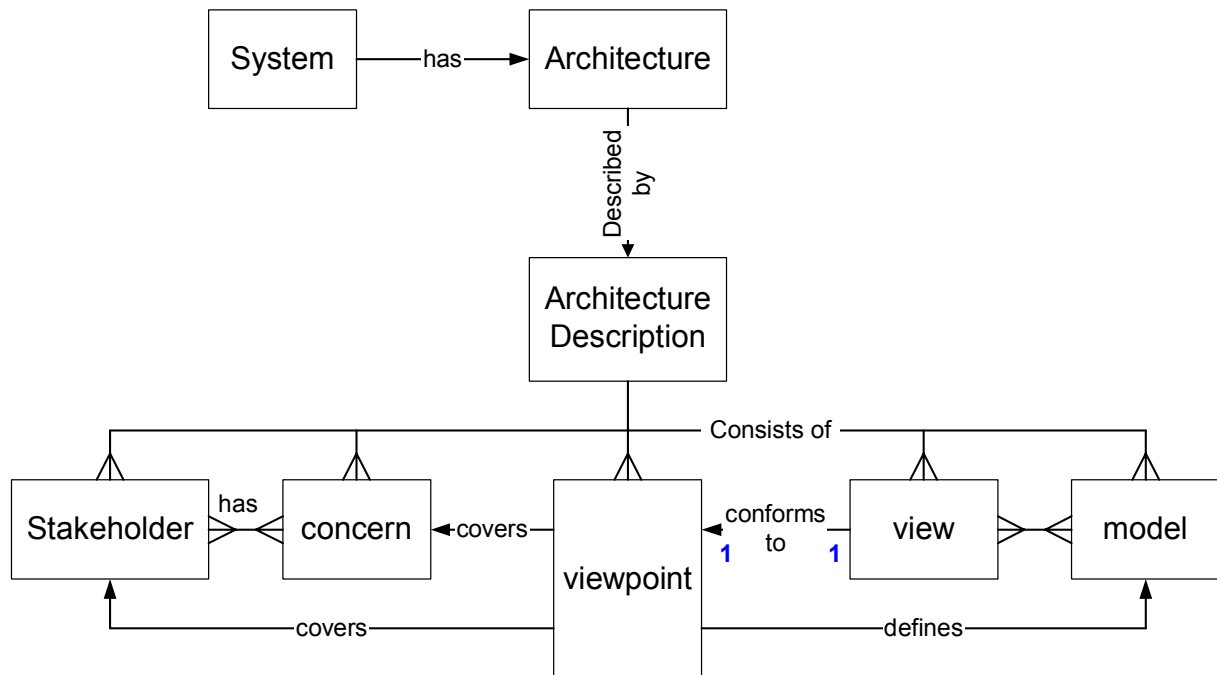 System
has
Architecture
Described
by
Architecture
Description
Consists of
Stakeholder
has
concern
covers
viewpoint
conforms
to
1
1
view
model
covers
defines